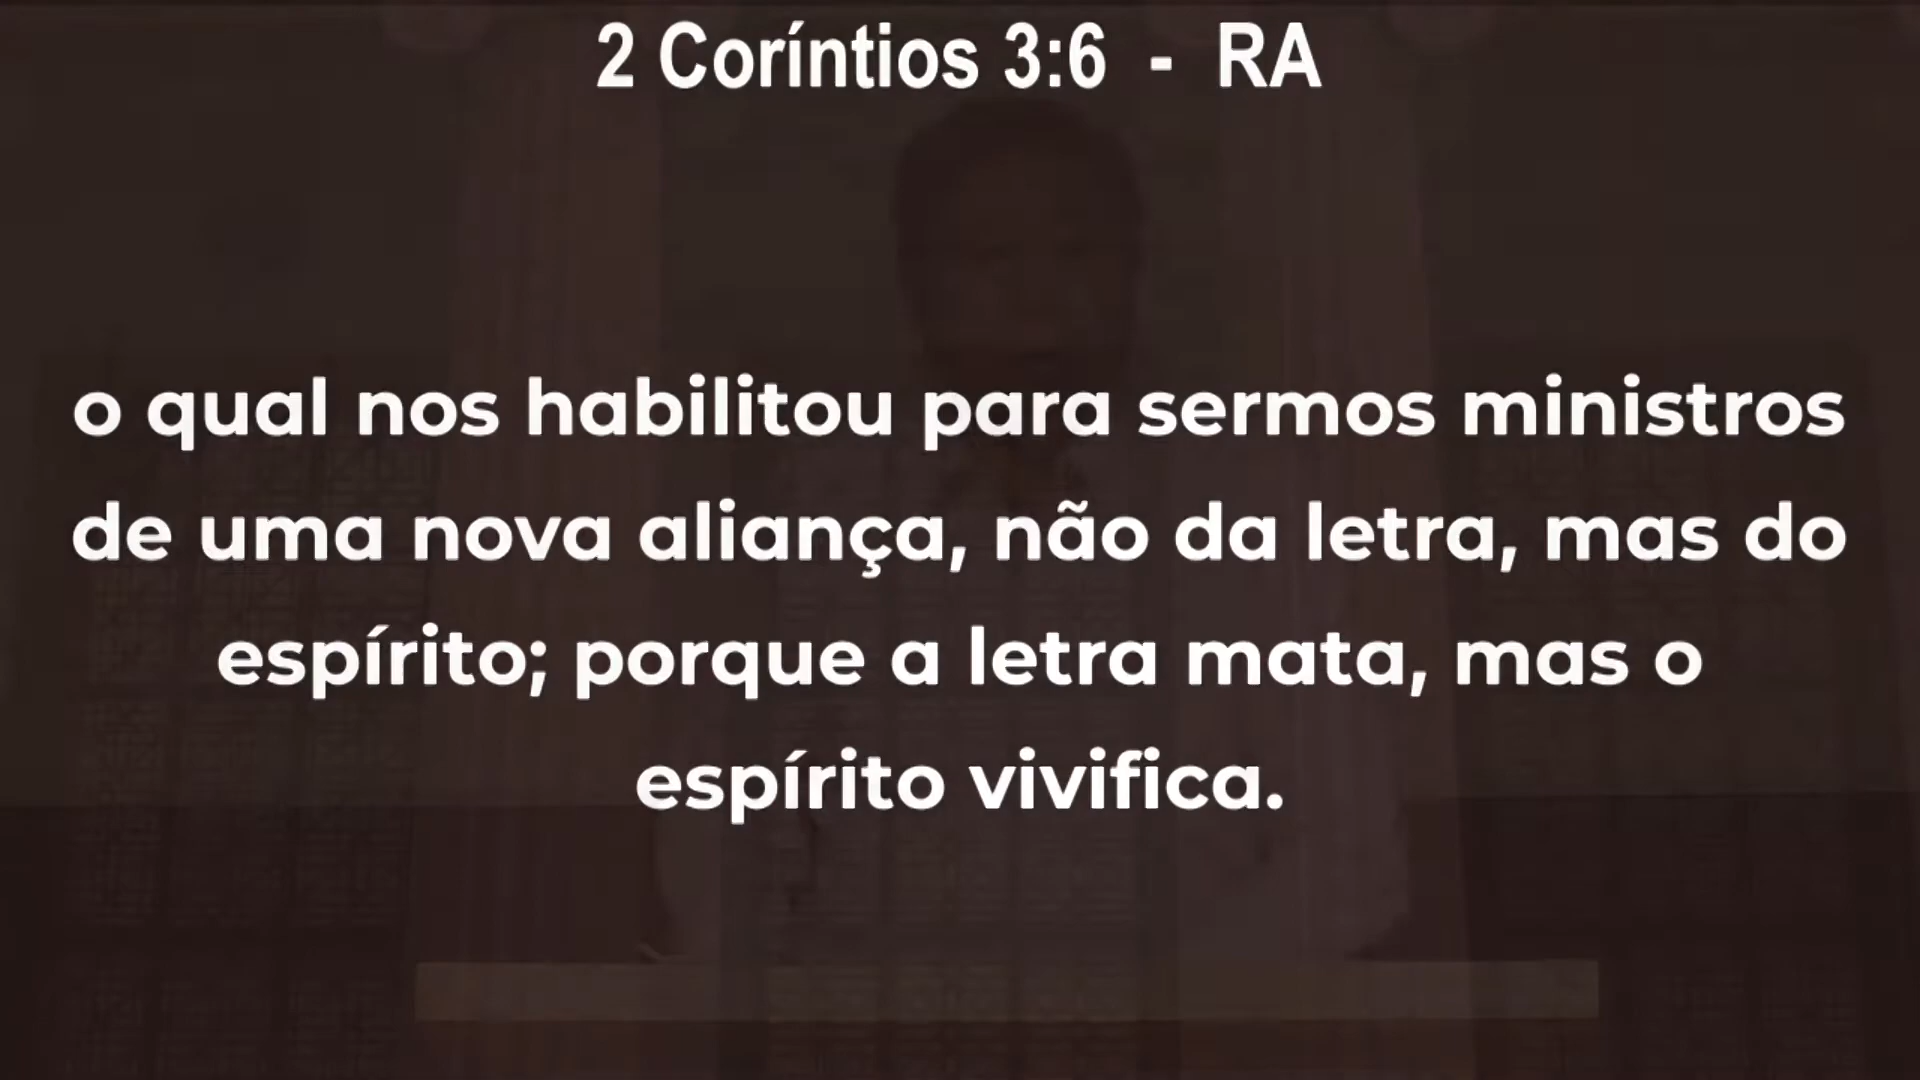 2 Coríntios 3:6 - RA
o qual nos habilitou para sermos ministros
de uma nova aliança, não da letra, mas do
espírito; porque a letra mata, mas o
espírito vivifica.